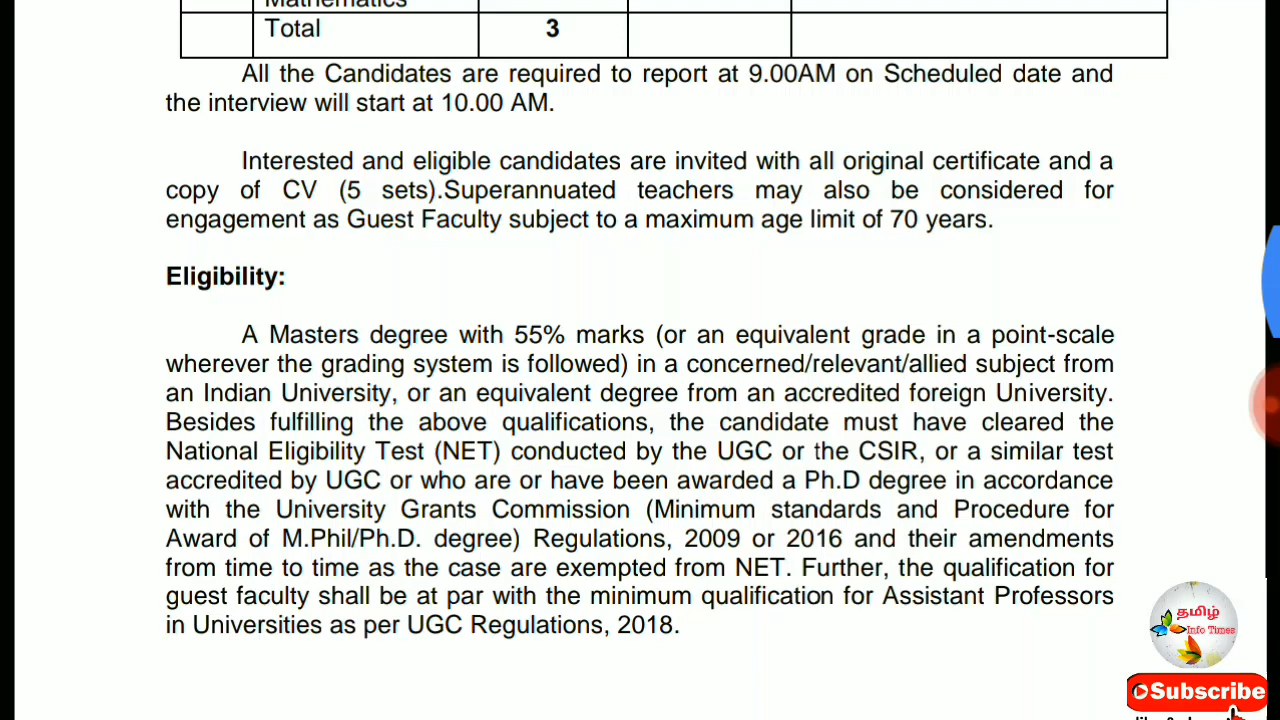 Mathematics
Total 3
All the Candidates are required to report at 9.00AM on Scheduled date and
the interview will start at 10.00 AM.
Interested and eligible candidates are invited with all original certificate and a
copy of CV (5 sets).Superannuated teachers may also be considered for
engagement as Guest Faculty subject to a maximum age limit of 70 years.
Eligibility:
A Masters degree with 55% marks (or an equivalent grade in a point-scale
wherever the grading system is followed) in a concerned/relevant/allied subject from
an Indian University, or an equivalent degree from an accredited foreign University.
Besides fulfilling the above qualifications, the candidate must have cleared the
National Eligibility Test (NET) conducted by the UGC or the CSIR, or a similar test
accredited by UGC or who are or have been awarded a Ph.D degree in accordance
with the University Grants Commission (Minimum standards and Procedure for
Award of M.Phil/Ph.D. degree) Regulations, 2009 or 2016 and their amendments
from time to time as the case are exempted from NET. Further, the qualification for
guest faculty shall be at par with the minimum qualification for Assistant Professors
in Universities as per UGC Regulations, 2018.
தமிழ்
Info Times
Subscribe